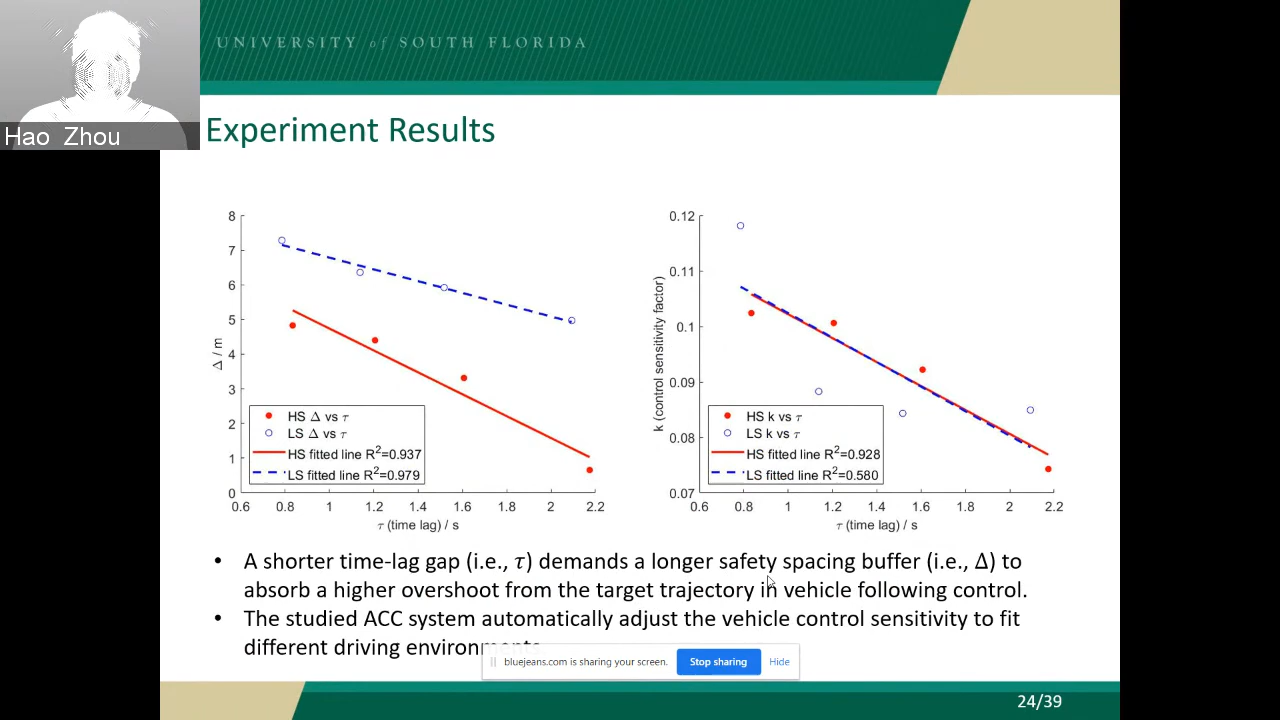 UNIVERSITY of SOUTH FLORIDA
Hao Zhou
Experiment Results
8
7
6
5
4
3
2
1
0
Δ / m
HS Δ vs τ
LS Δ vs τ
HS fitted line R²=0.937
LS fitted line R²=0.979
0.6 0.8 1 1.2 1.4 1.6 1.8 2 2.2
τ (time lag) / s
0.12
0.11
0.1
0.09
0.08
0.07
k (control sensitivity factor)
HS k vs τ
LS k vs τ
HS fitted line R²=0.928
LS fitted line R²=0.580
0.6 0.8 1 1.2 1.4 1.6 1.8 2 2.2
τ (time lag) / s
• A shorter time-lag gap (i.e., τ) demands a longer safety spacing buffer (i.e., Δ) to
absorb a higher overshoot from the target trajectory in vehicle following control.
• The studied ACC system automatically adjust the vehicle control sensitivity to fit
different driving environments
bluejeans.com is sharing your screen. Stop sharing Hide
24/39